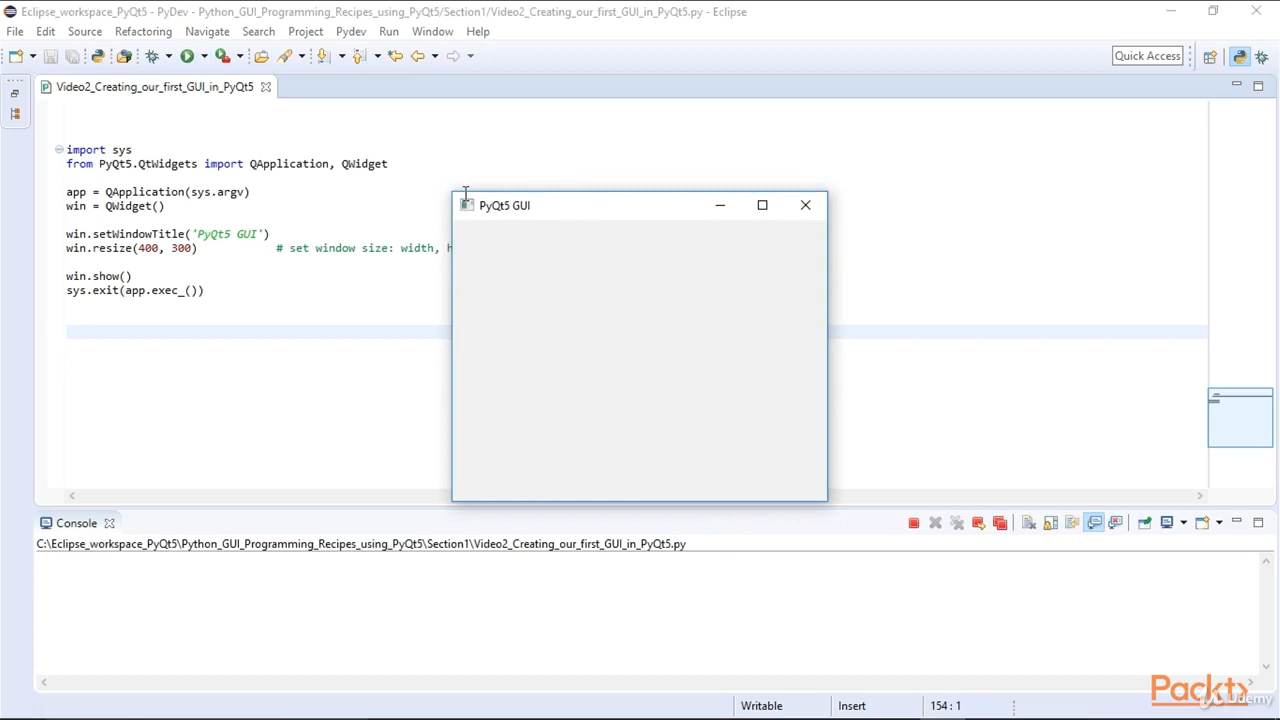 Eclipse_workspace_PyQt5 - PyDev - Python_GUI_Programming_Recipes_using_PyQt5/Section1/Video2_Creating_our_first_GUI_in_PyQt5.py - Eclipse
File Edit Source Refactoring Navigate Search Project Pydev Run Window Help
Quick Access
Video2_Creating_our_first_GUI_in_PyQt5
import sys
from PyQt5.QtWidgets import QApplication, QWidget
app = QApplication(sys.argv)
win = QWidget()
PyQt5 GUI
win.setWindowTitle('PyQt5 GUI')
win.resize(400, 300) # set window size: width, h
win.show()
sys.exit(app.exec_())
Console
C:\Eclipse_workspace_PyQt5\Python_GUI_Programming_Recipes_using_PyQt5\Section1\Video2_Creating_our_first_GUI_in_PyQt5.py
Packt>
Udemy
Writable Insert 154 : 1